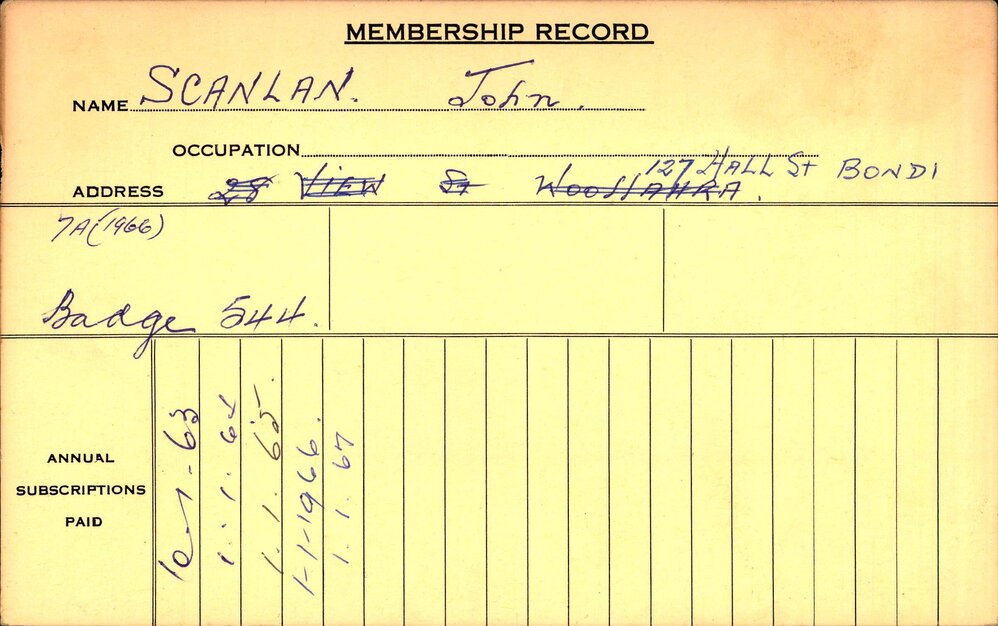 MEMBERSHIP RECORD
NAME SCANLAN. John.
OCCUPATION
127 HALL St BONDI
ADDRESS 28 VIEW St WOOLLAHRA.
7A (1966)
Badge 544.
ANNUAL
SUBSCRIPTIONS
PAID
10-1-63
1.1.64
1.1.65
1-1-1966.
1.1.67